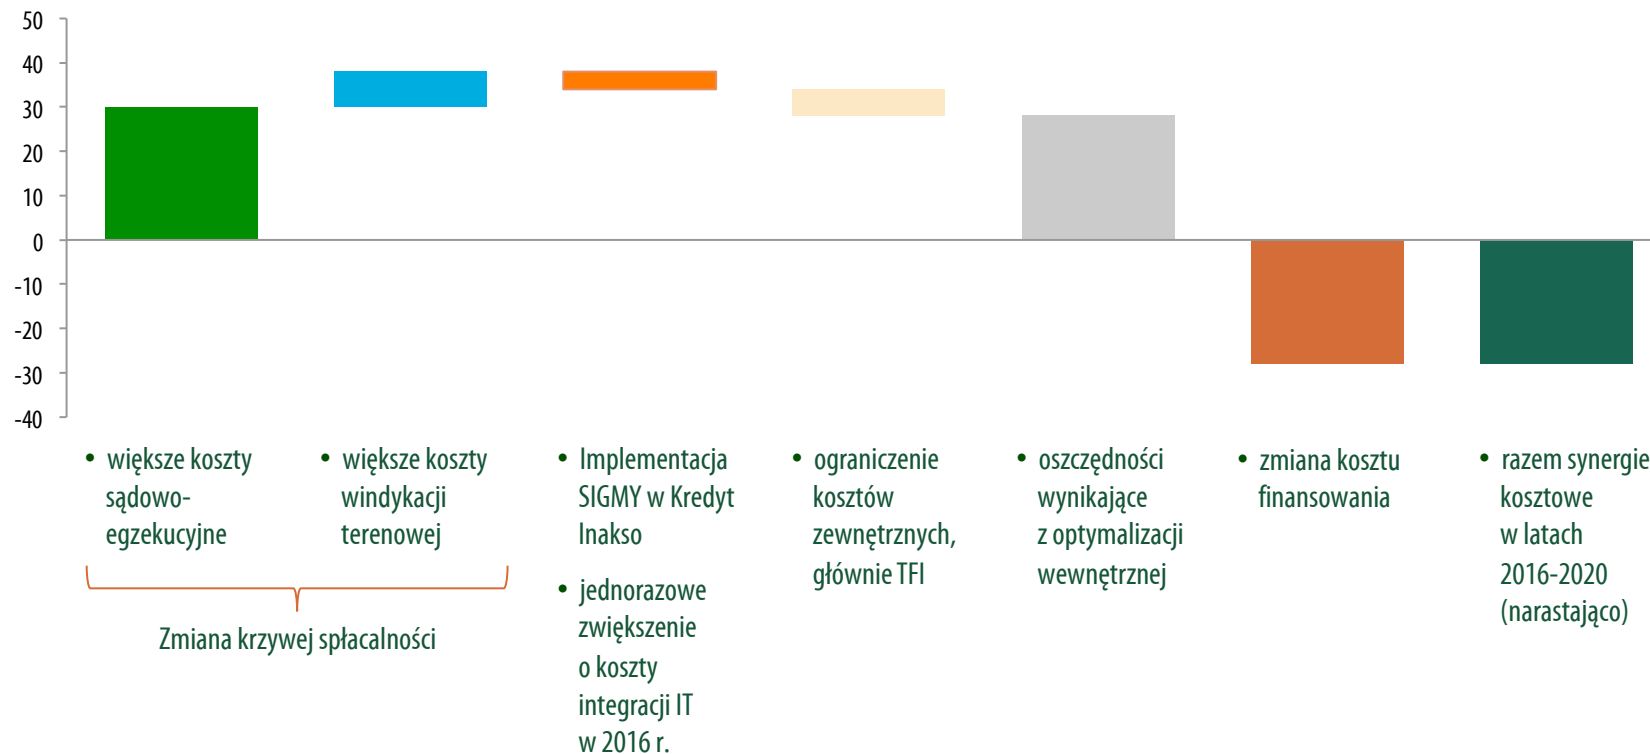 50
40
30
20
10
0
-10
-20
-30
-40
• większe koszty
sądowo-
egzekucyjne
• większe koszty
windykacji
terenowej
Zmiana krzywej spłacalności
• Implementacja
SIGMY w Kredyt
Inakso
• jednorazowe
zwiększenie
o koszty
integracji IT
w 2016 r.
• ograniczenie
kosztów
zewnętrznych,
głównie TFI
• oszczędności
wynikające
z optymalizacji
wewnętrznej
• zmiana kosztu
finansowania
• razem synergie
kosztowe
w latach
2016-2020
(narastająco)